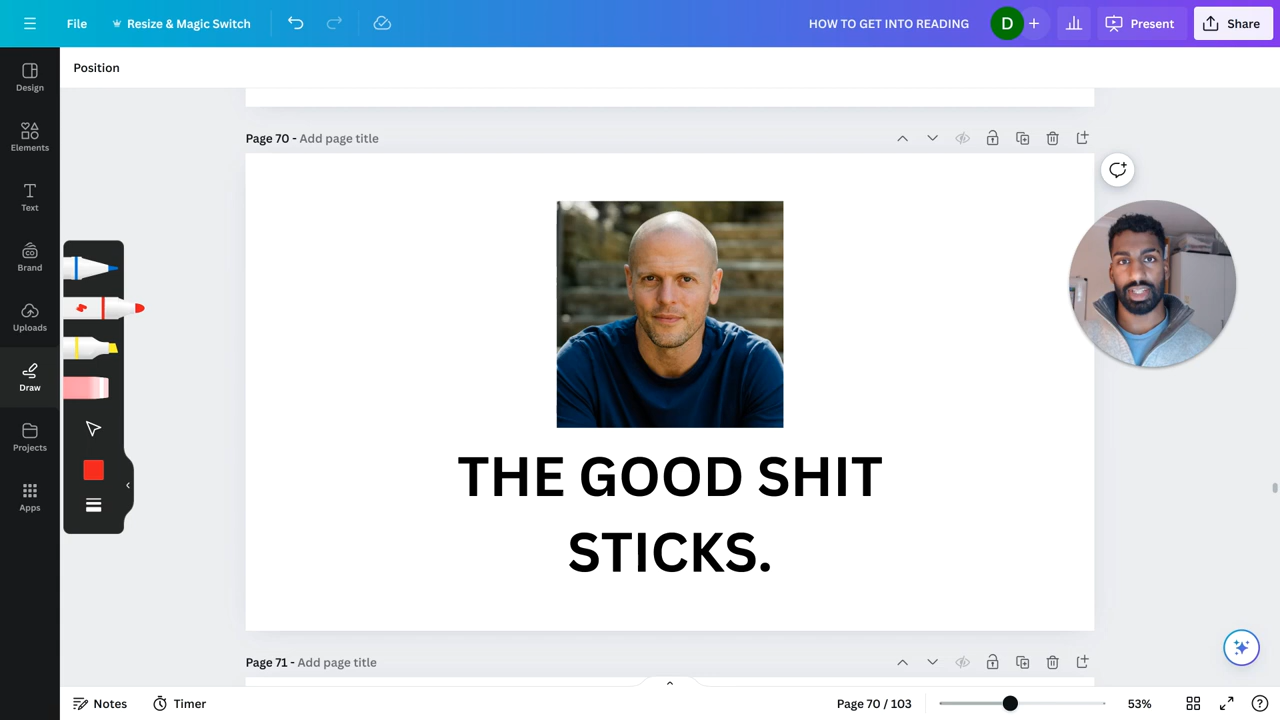 File
Resize & Magic Switch
HOW TO GET INTO READING
D
Present
Share
Position
Design
Elements
Text
Brand
Uploads
Draw
Projects
Apps
Page 70 - Add page title
THE GOOD SHIT
STICKS.
Page 71 - Add page title
Notes
Timer
Page 70 / 103
53%